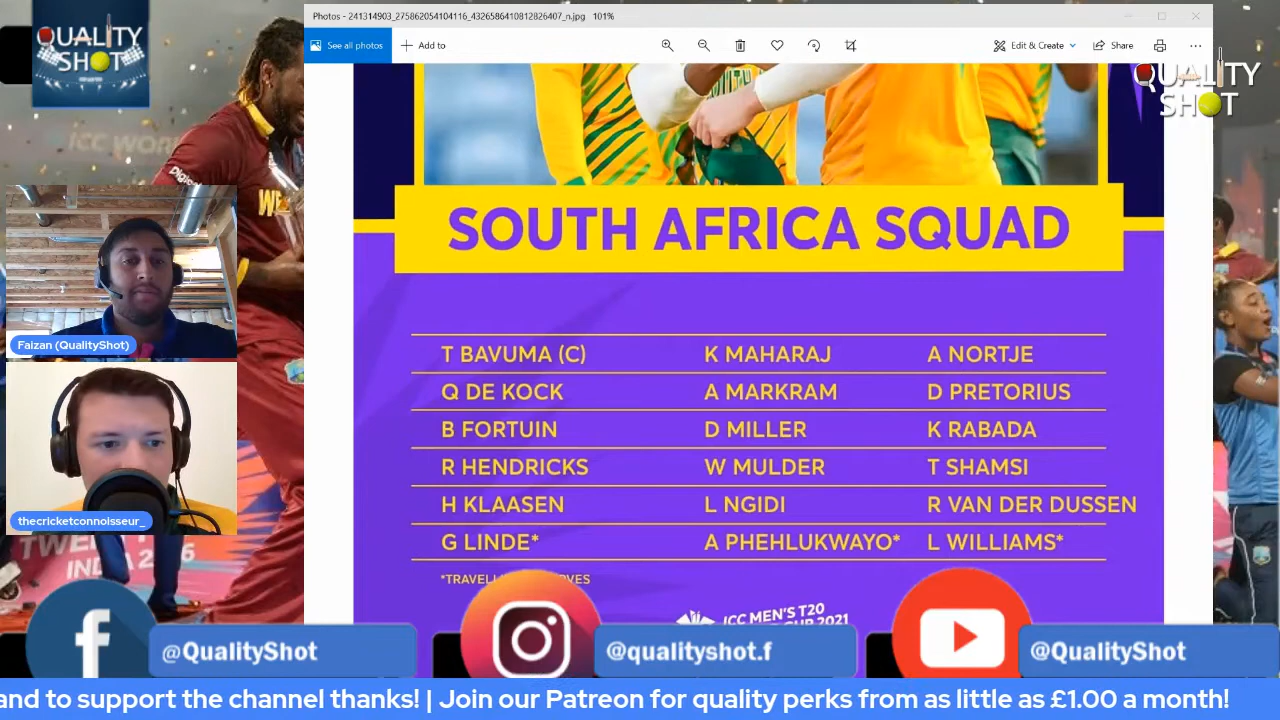 Photos - 241314903_275862054104116_4326586410812826407_n.jpg 101%
See all photos
Add to
Edit & Create
Share
QUALITY
SHOT
QUALITY
SHOT
ICC WOR
Faizan (QualityShot)
thecricketconnoisseur_
SOUTH AFRICA SQUAD
T BAVUMA (C) K MAHARAJ A NORTJE
Q DE KOCK A MARKRAM D PRETORIUS
B FORTUIN D MILLER K RABADA
R HENDRICKS W MULDER T SHAMSI
H KLAASEN L NGIDI R VAN DER DUSSEN
G LINDE* A PHEHLUKWAYO* L WILLIAMS*
ICC MEN'S T20
2021
@QualityShot
@qualityshot.f
@QualityShot
and to support the channel thanks! | Join our Patreon for quality perks from as little as £1.00 a month!